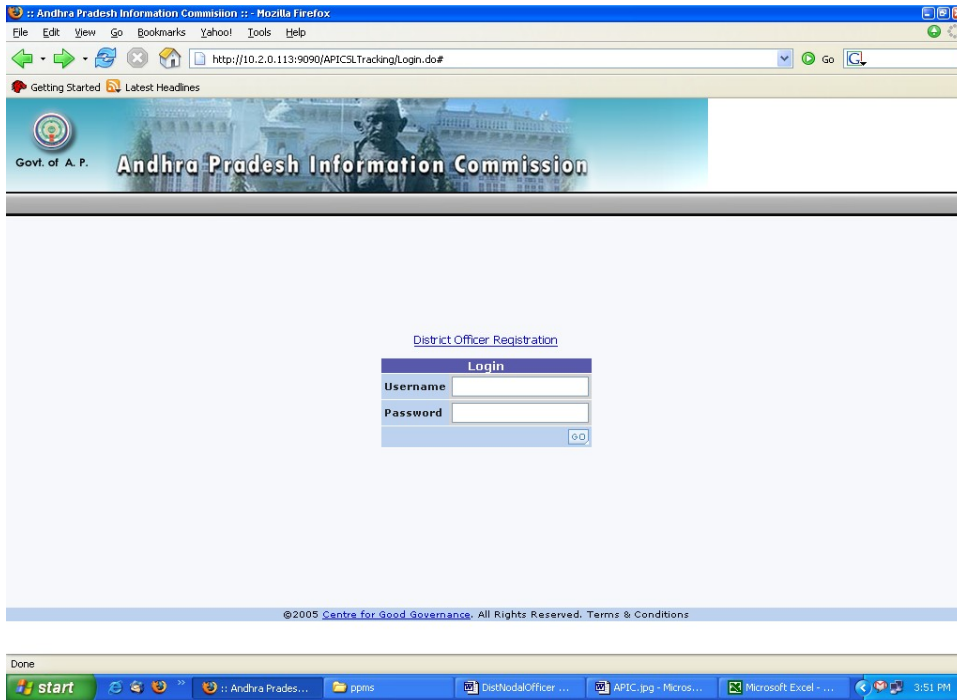 :: Andhra Pradesh Information Commisiion :: - Mozilla Firefox
File Edit View Go Bookmarks Yahoo! Tools Help
http://10.2.0.113:9090/APICSLTracking/Login.do# Go G
Getting Started Latest Headlines
Govt. of A. P. Andhra Pradesh Information Commission
District Officer Registration
Login
Username
Password
GO
©2005 Centre for Good Governance. All Rights Reserved. Terms & Conditions
Done
start :: Andhra Prades... ppms DistNodalOfficer ... APIC.jpg - Micros... Microsoft Excel - ... 3:51 PM